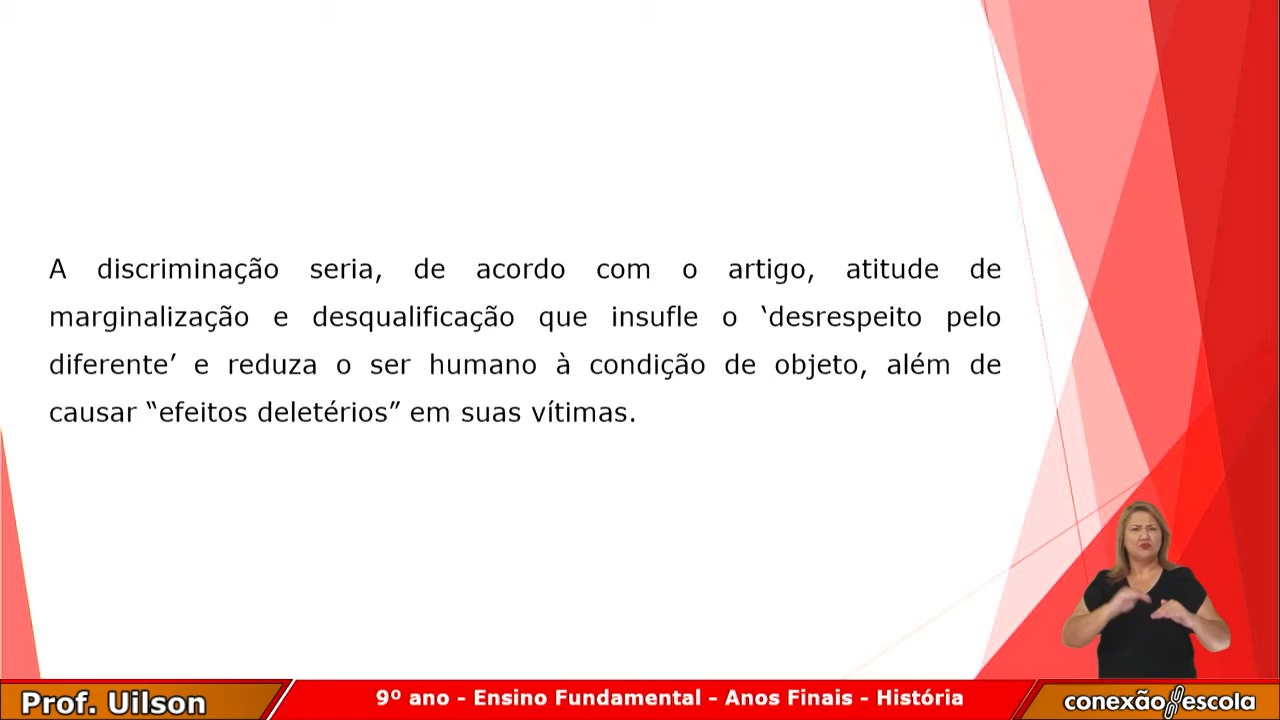 A discriminação seria, de acordo com o artigo, atitude de
marginalização e desqualificação que insufle o ‘desrespeito pelo
diferente’ e reduza o ser humano à condição de objeto, além de
causar “efeitos deletérios” em suas vítimas.
Prof. Uilson
9º ano - Ensino Fundamental - Anos Finais - História
conexão escola